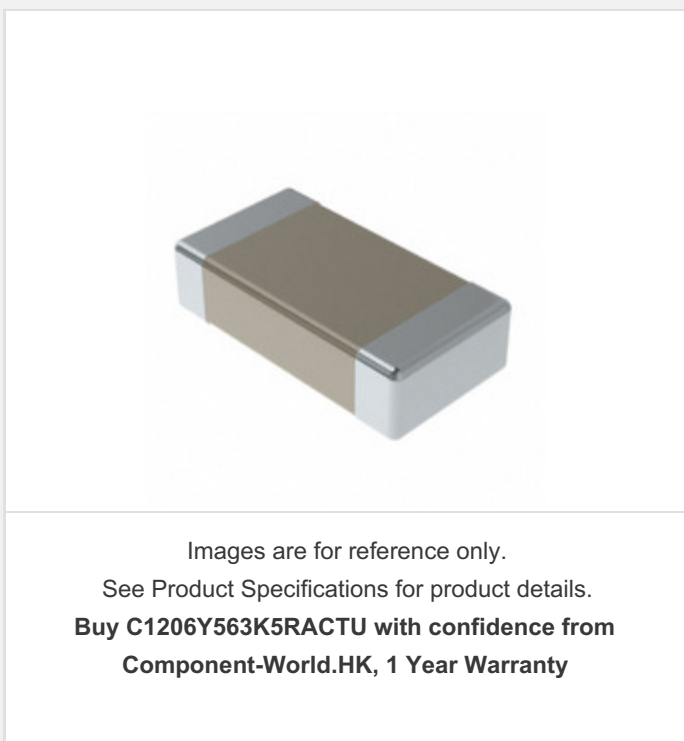 Images are for reference only.
See Product Specifications for product details.
Buy C1206Y563K5RACTU with confidence from
Component-World.HK, 1 Year Warranty